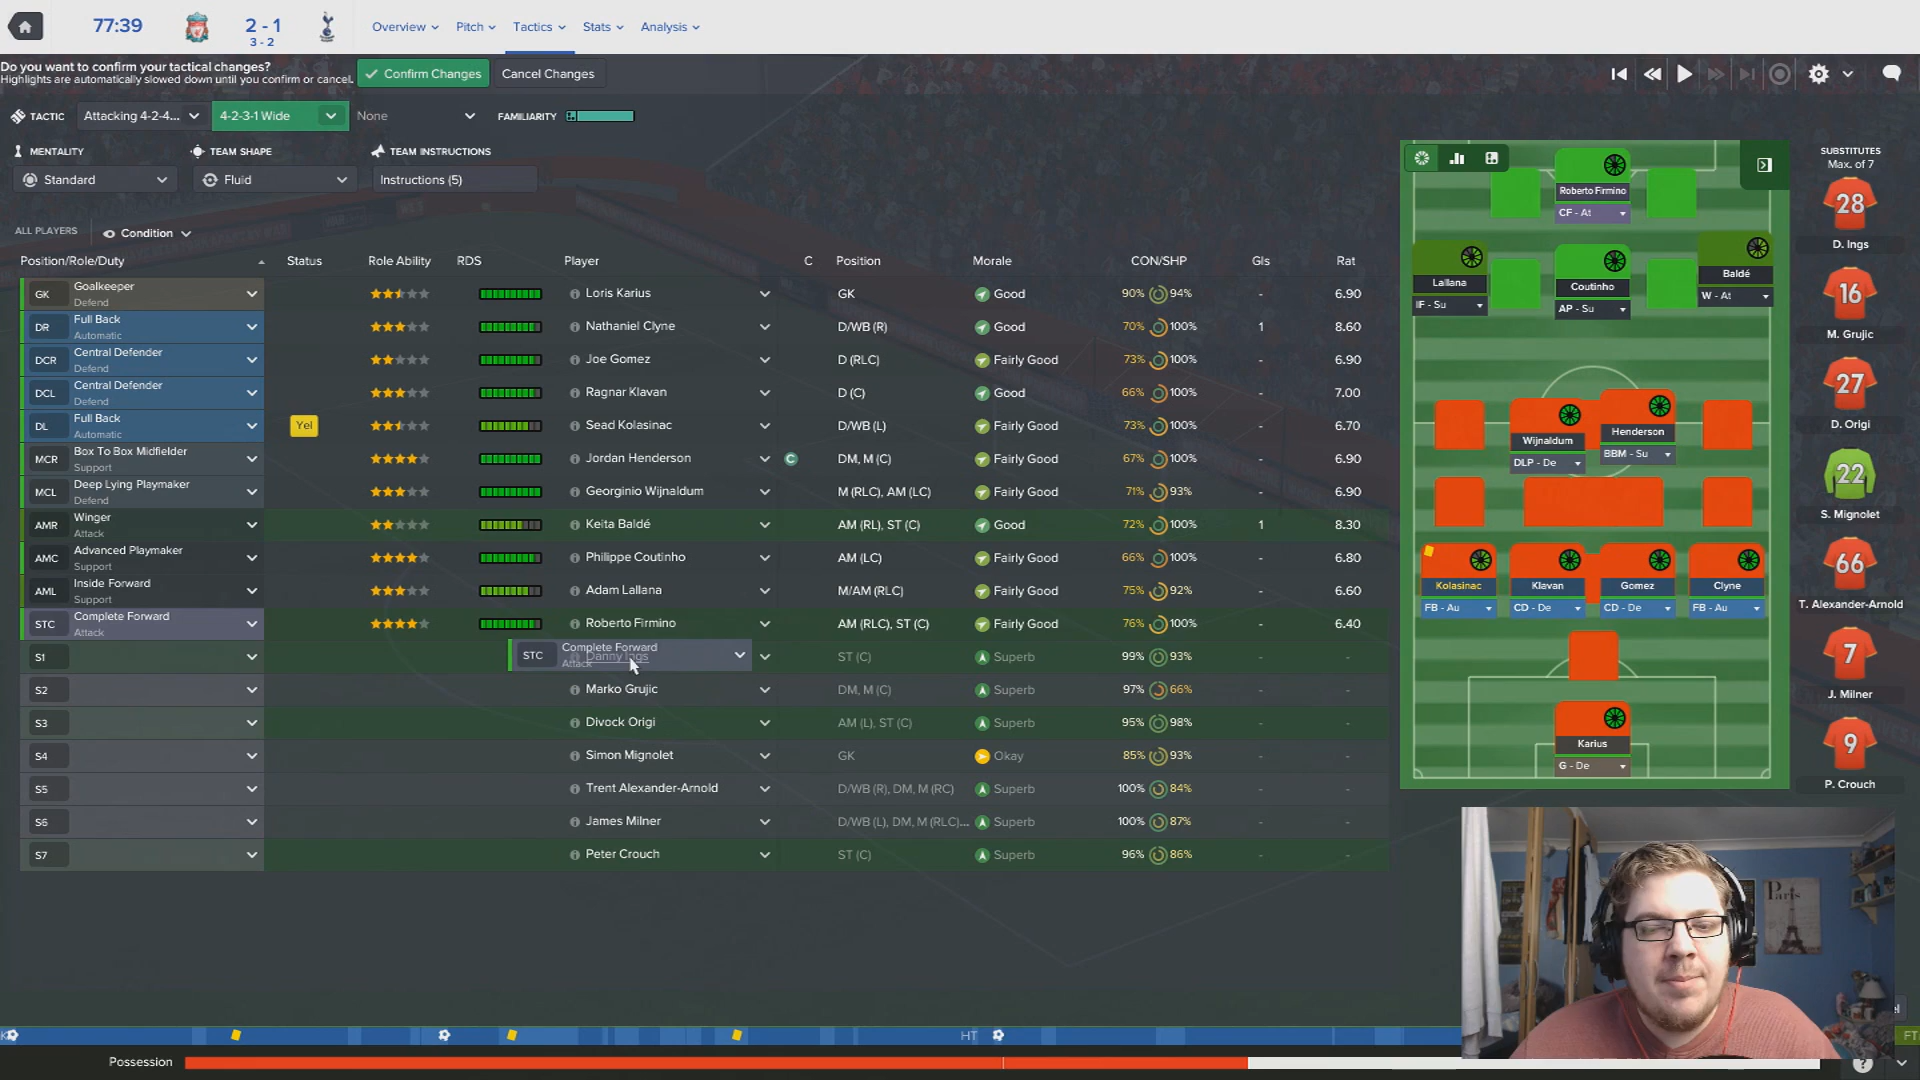 77:39
2 - 1
3 - 2
Overview
Pitch
Tactics
Stats
Analysis
Do you want to confirm your tactical changes?
Highlights are automatically slowed down until you confirm or cancel.
Confirm Changes
Cancel Changes
TACTIC
Attacking 4-2-4...
4-2-3-1 Wide
None
FAMILIARITY
MENTALITY
TEAM SHAPE
TEAM INSTRUCTIONS
Standard
Fluid
Instructions (5)
ALL PLAYERS
Condition
Position/Role/Duty Status Role Ability RDS Player C Position Morale CON/SHP Gls Rat
GK Goalkeeper Defend Loris Karius GK Good 90% 94% - 6.90
DR Full Back Automatic Nathaniel Clyne D/WB (R) Good 70% 100% 1 8.60
DCR Central Defender Defend Joe Gomez D (RLC) Fairly Good 73% 100% - 6.90
DCL Central Defender Defend Ragnar Klavan D (C) Good 66% 100% - 7.00
DL Full Back Automatic Yel Sead Kolasinac D/WB (L) Fairly Good 73% 100% - 6.70
MCR Box To Box Midfielder Support Jordan Henderson C DM, M (C) Fairly Good 67% 100% - 6.90
MCL Deep Lying Playmaker Defend Georginio Wijnaldum M (RLC), AM (LC) Fairly Good 71% 93% - 6.90
AMR Winger Attack Keita Baldé AM (RL), ST (C) Good 72% 100% 1 8.30
AMC Advanced Playmaker Support Philippe Coutinho AM (LC) Fairly Good 66% 100% - 6.80
AML Inside Forward Support Adam Lallana M/AM (RLC) Fairly Good 75% 92% - 6.60
STC Complete Forward Attack Roberto Firmino AM (RLC), ST (C) Fairly Good 76% 100% - 6.40
STC Complete Forward Attack
S1 Danny Ings ST (C) Superb 99% 93% - -
S2 Marko Grujic DM, M (C) Superb 97% 66% - -
S3 Divock Origi AM (L), ST (C) Superb 95% 98% - -
S4 Simon Mignolet GK Okay 85% 93% - -
S5 Trent Alexander-Arnold D/WB (R), DM, M (RC) Superb 100% 84% - -
S6 James Milner D/WB (L), DM, M (RLC)... Superb 100% 87% - -
S7 Peter Crouch ST (C) Superb 96% 86% - -
Roberto Firmino
CF - At
Lallana
IF - Su
Coutinho
AP - Su
Baldé
W - At
Wijnaldum
DLP - De
Henderson
BBM - Su
Kolasinac
FB - Au
Klavan
CD - De
Gomez
CD - De
Clyne
FB - Au
Karius
G - De
SUBSTITUTES
Max. of 7
28
D. Ings
16
M. Grujic
27
D. Origi
22
S. Mignolet
66
T. Alexander-Arnold
7
J. Milner
9
P. Crouch
Paris
HT
FT
Possession
?